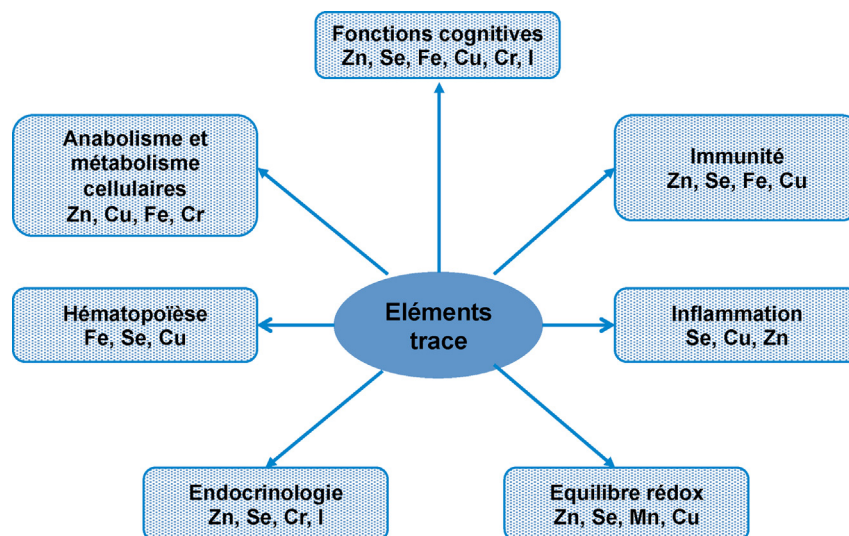 Fonctions cognitives
Zn, Se, Fe, Cu, Cr, I
Anabolisme et
métabolisme
cellulaires
Zn, Cu, Fe, Cr
Immunité
Zn, Se, Fe, Cu
Hématopoïèse
Fe, Se, Cu
Eléments
trace
Inflammation
Se, Cu, Zn
Endocrinologie
Zn, Se, Cr, I
Equilibre rédox
Zn, Se, Mn, Cu